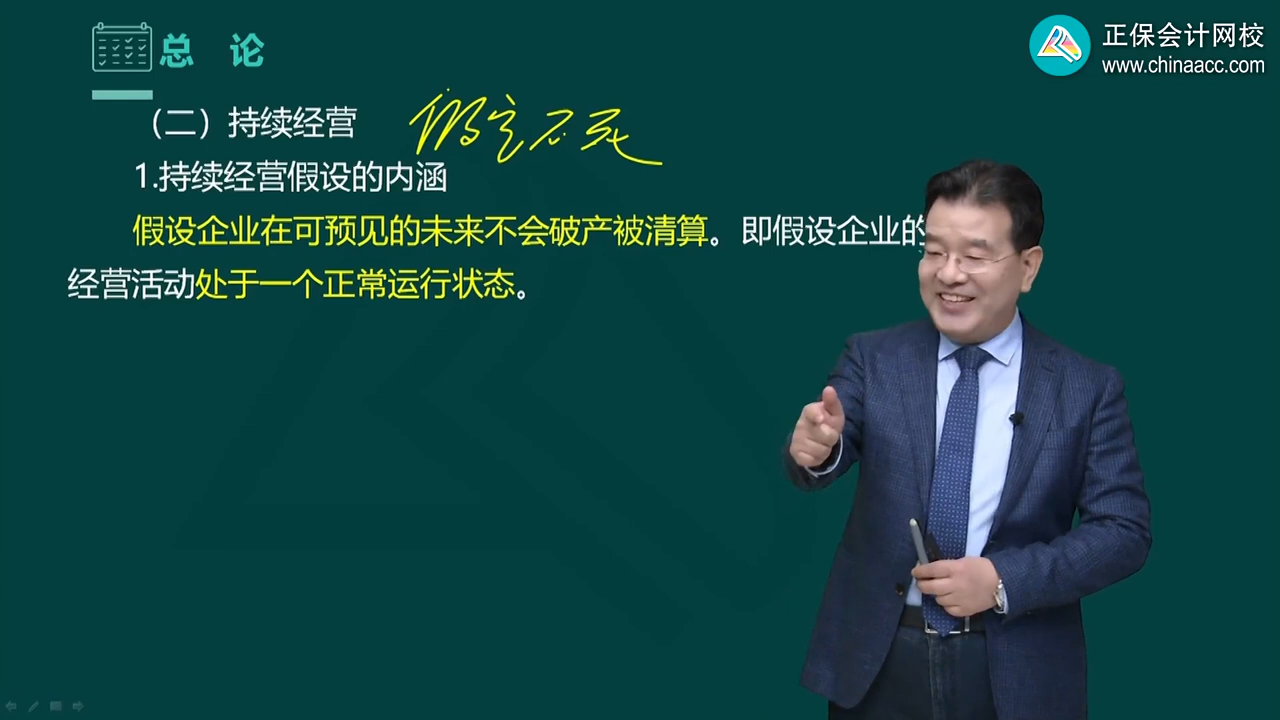 总 论
正保会计网校
www.chinaacc.com
（二）持续经营 假定不死
1.持续经营假设的内涵
假设企业在可预见的未来不会破产被清算。即假设企业的
经营活动处于一个正常运行状态。